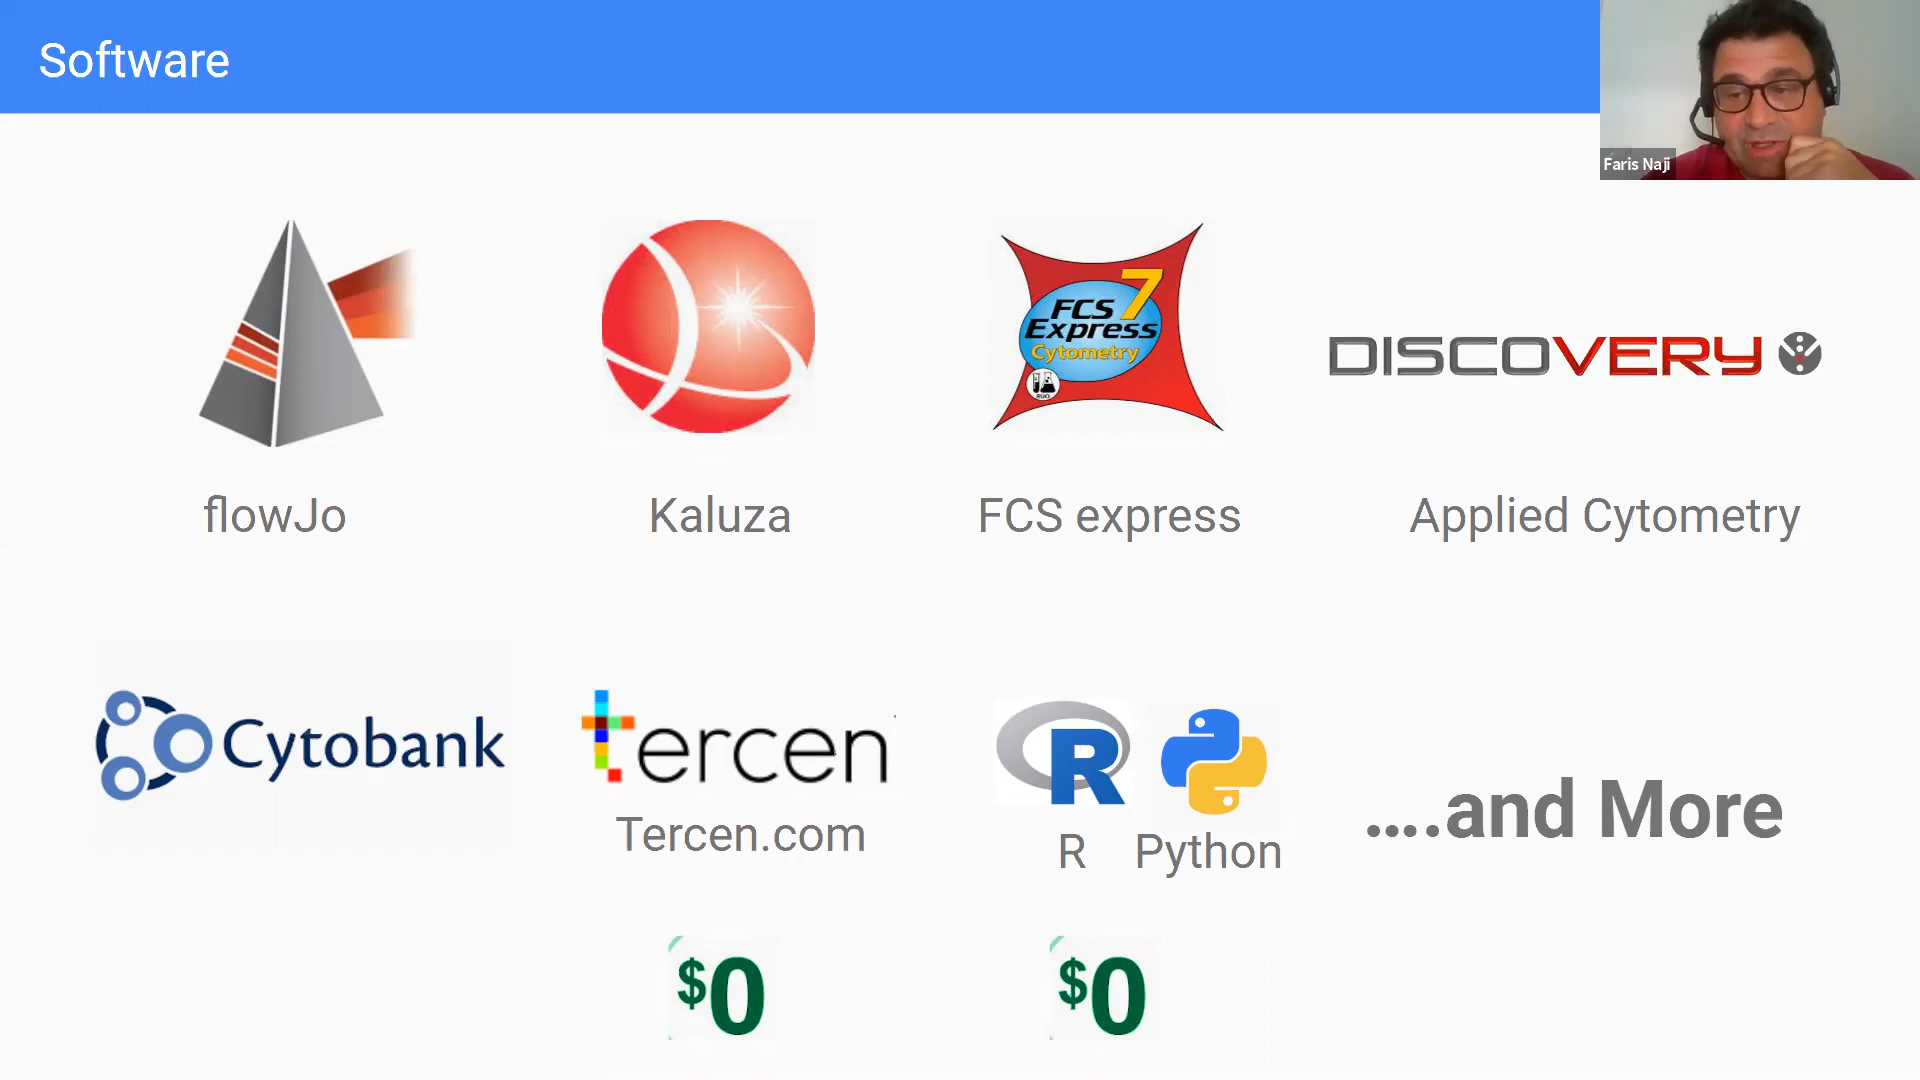 Software
Faris Naji
FCS 7
Express
Cytometry
RUO
DISCOVERY
flowJo
Kaluza
FCS express
Applied Cytometry
Cytobank
tercen
Tercen.com
R
R
Python
....and More
$0
$0